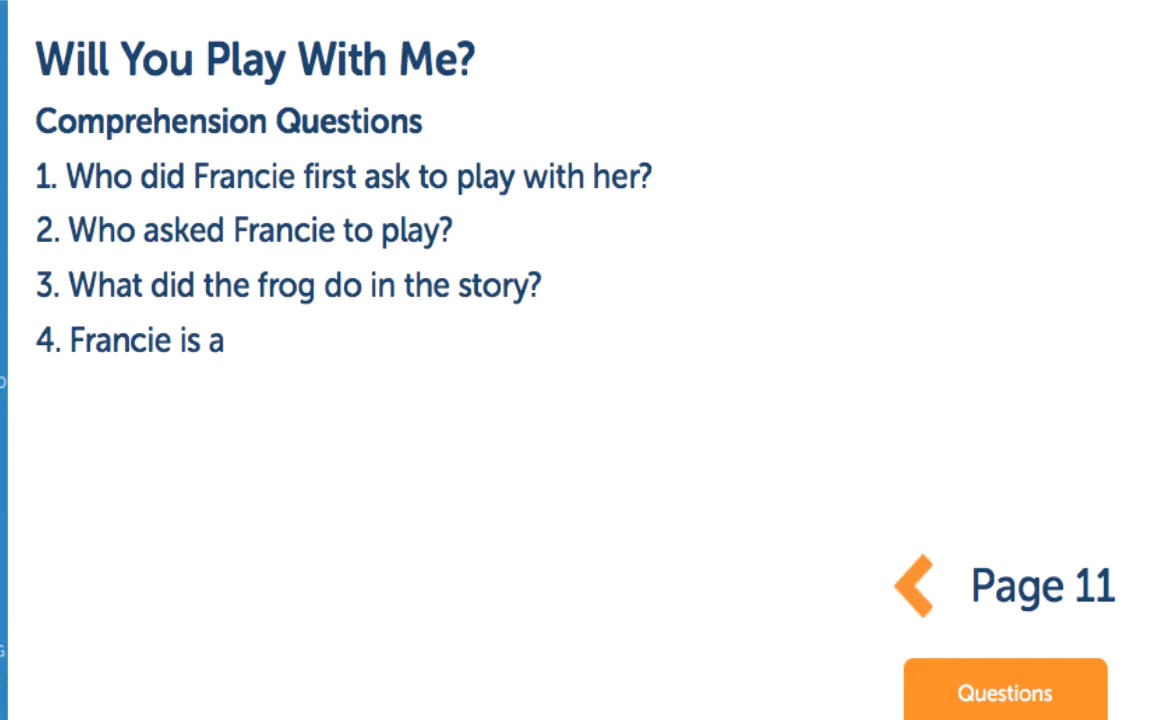 Will You Play With Me?
Comprehension Questions
1. Who did Francie first ask to play with her?
2. Who asked Francie to play?
3. What did the frog do in the story?
4. Francie is a
Page 11
Questions